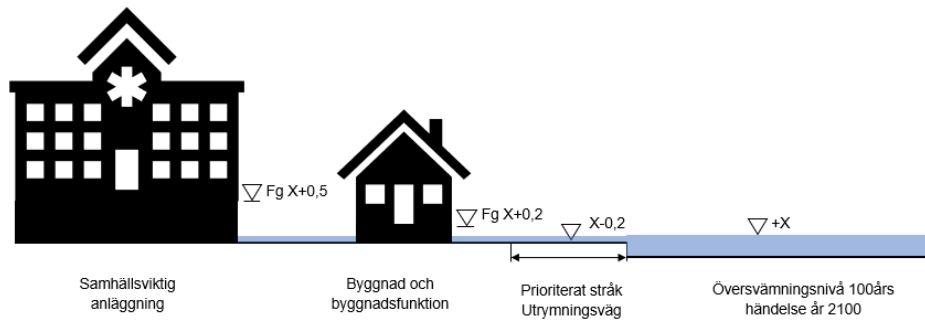 Fg X+0,5
Fg X+0,2
X-0,2
+X
Samhällsviktig
anläggning
Byggnad och
byggnadsfunktion
Prioriterat stråk
Utrymningsväg
Översvämningsnivå 100års
händelse år 2100